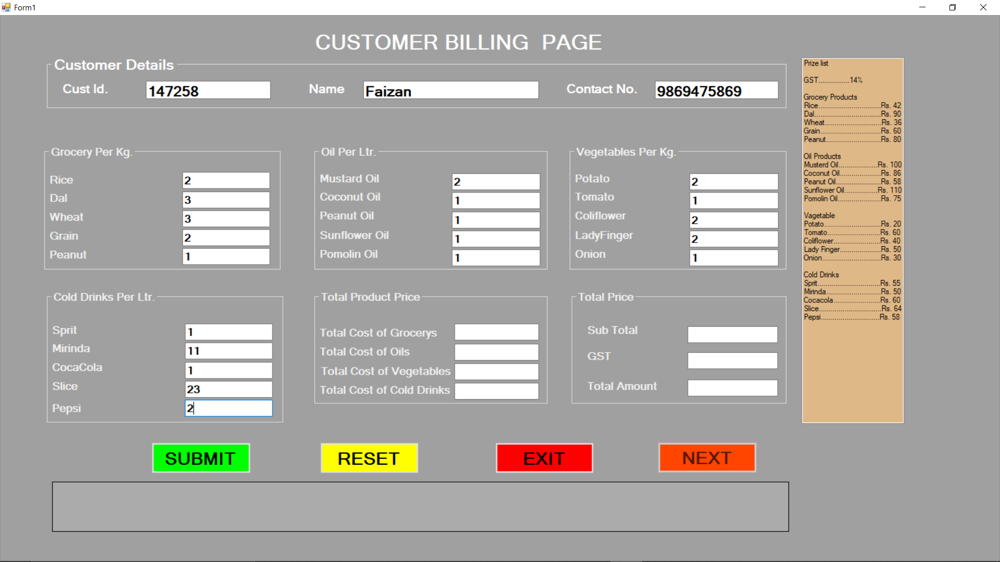 Form1
CUSTOMER BILLING PAGE
Customer Details
Cust Id. 147258 Name Faizan Contact No. 9869475869
Grocery Per Kg.
Rice 2
Dal 3
Wheat 3
Grain 2
Peanut 1
Oil Per Ltr.
Mustard Oil 2
Coconut Oil 1
Peanut Oil 1
Sunflower Oil 1
Pomolin Oil 1
Vegetables Per Kg.
Potato 2
Tomato 1
Coliflower 2
LadyFinger 2
Onion 1
Cold Drinks Per Ltr.
Sprit 1
Mirinda 11
CocaCola 1
Slice 23
Pepsi 2
Total Product Price
Total Cost of Grocerys
Total Cost of Oils
Total Cost of Vegetables
Total Cost of Cold Drinks
Total Price
Sub Total
GST
Total Amount
SUBMIT RESET EXIT NEXT
Prize list
GST................14%
Grocery Products
Rice................................Rs. 42
Dal..................................Rs. 90
Wheat.............................Rs. 36
Grain...............................Rs. 60
Peanut............................Rs. 80
Oil Products
Musterd Oil....................Rs. 100
Coconut Oil.....................Rs. 86
Peanut Oil.......................Rs. 58
Sunflower Oil.................Rs. 110
Pomolin Oil......................Rs. 75
Vagetable
Potato.............................Rs. 20
Tomato............................Rs. 60
Coliflower........................Rs. 40
Lady Finger.....................Rs. 50
Onion..............................Rs. 30
Cold Drinks
Sprit................................Rs. 55
Mirinda............................Rs. 50
Cocacola........................Rs. 60
Slice................................Rs. 64
Pepsi..............................Rs. 58